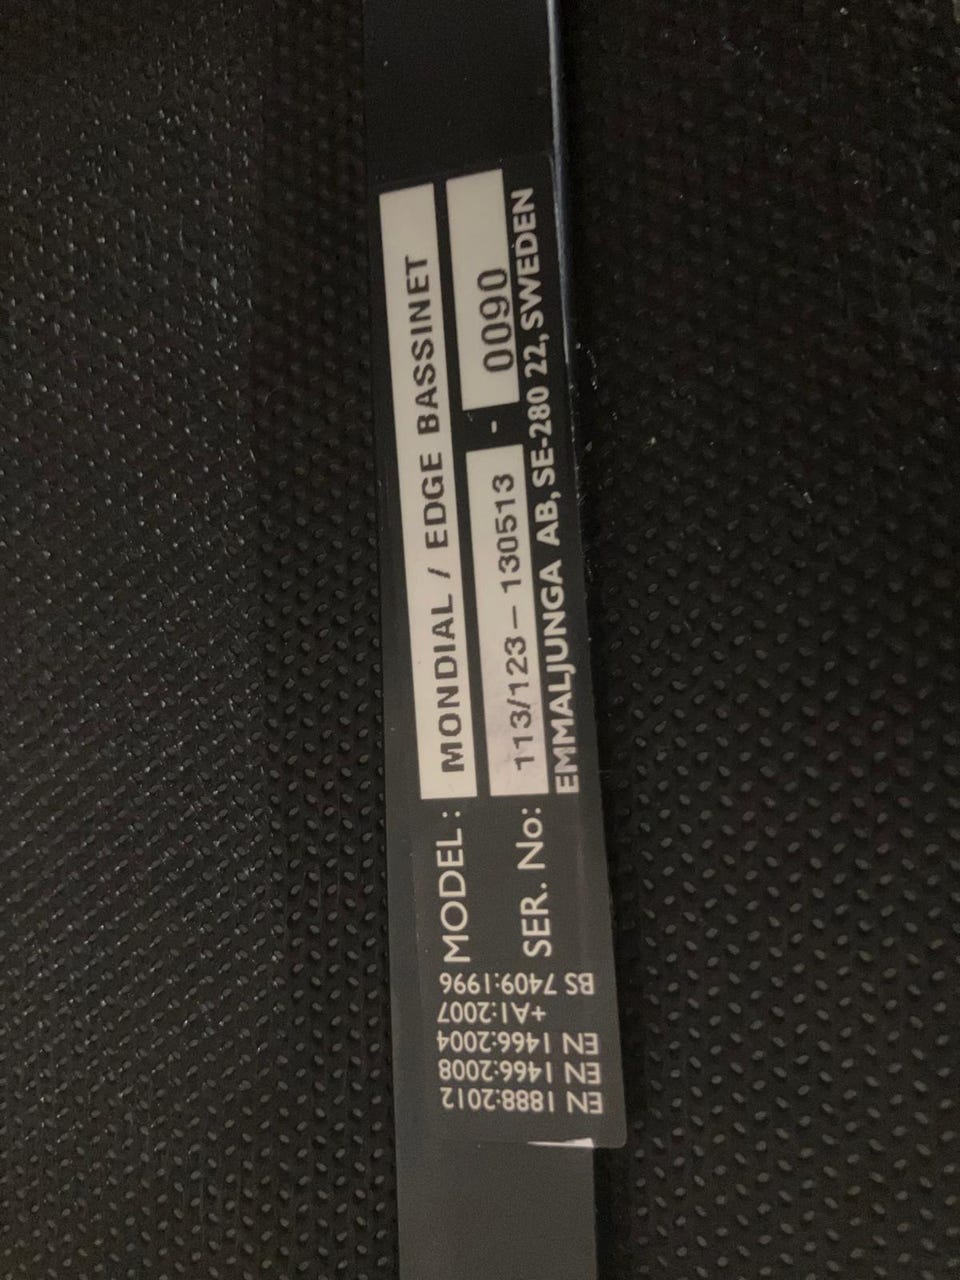 MODEL: MONDIAL / EDGE BASSINET
SER. No: 113/123-130513 - 0090
EMMALJUNGA AB, SE-280 22, SWEDEN
EN 1888:2012
EN 1466:2008
EN 1466:2004
+A1:2007
BS 7409:1996